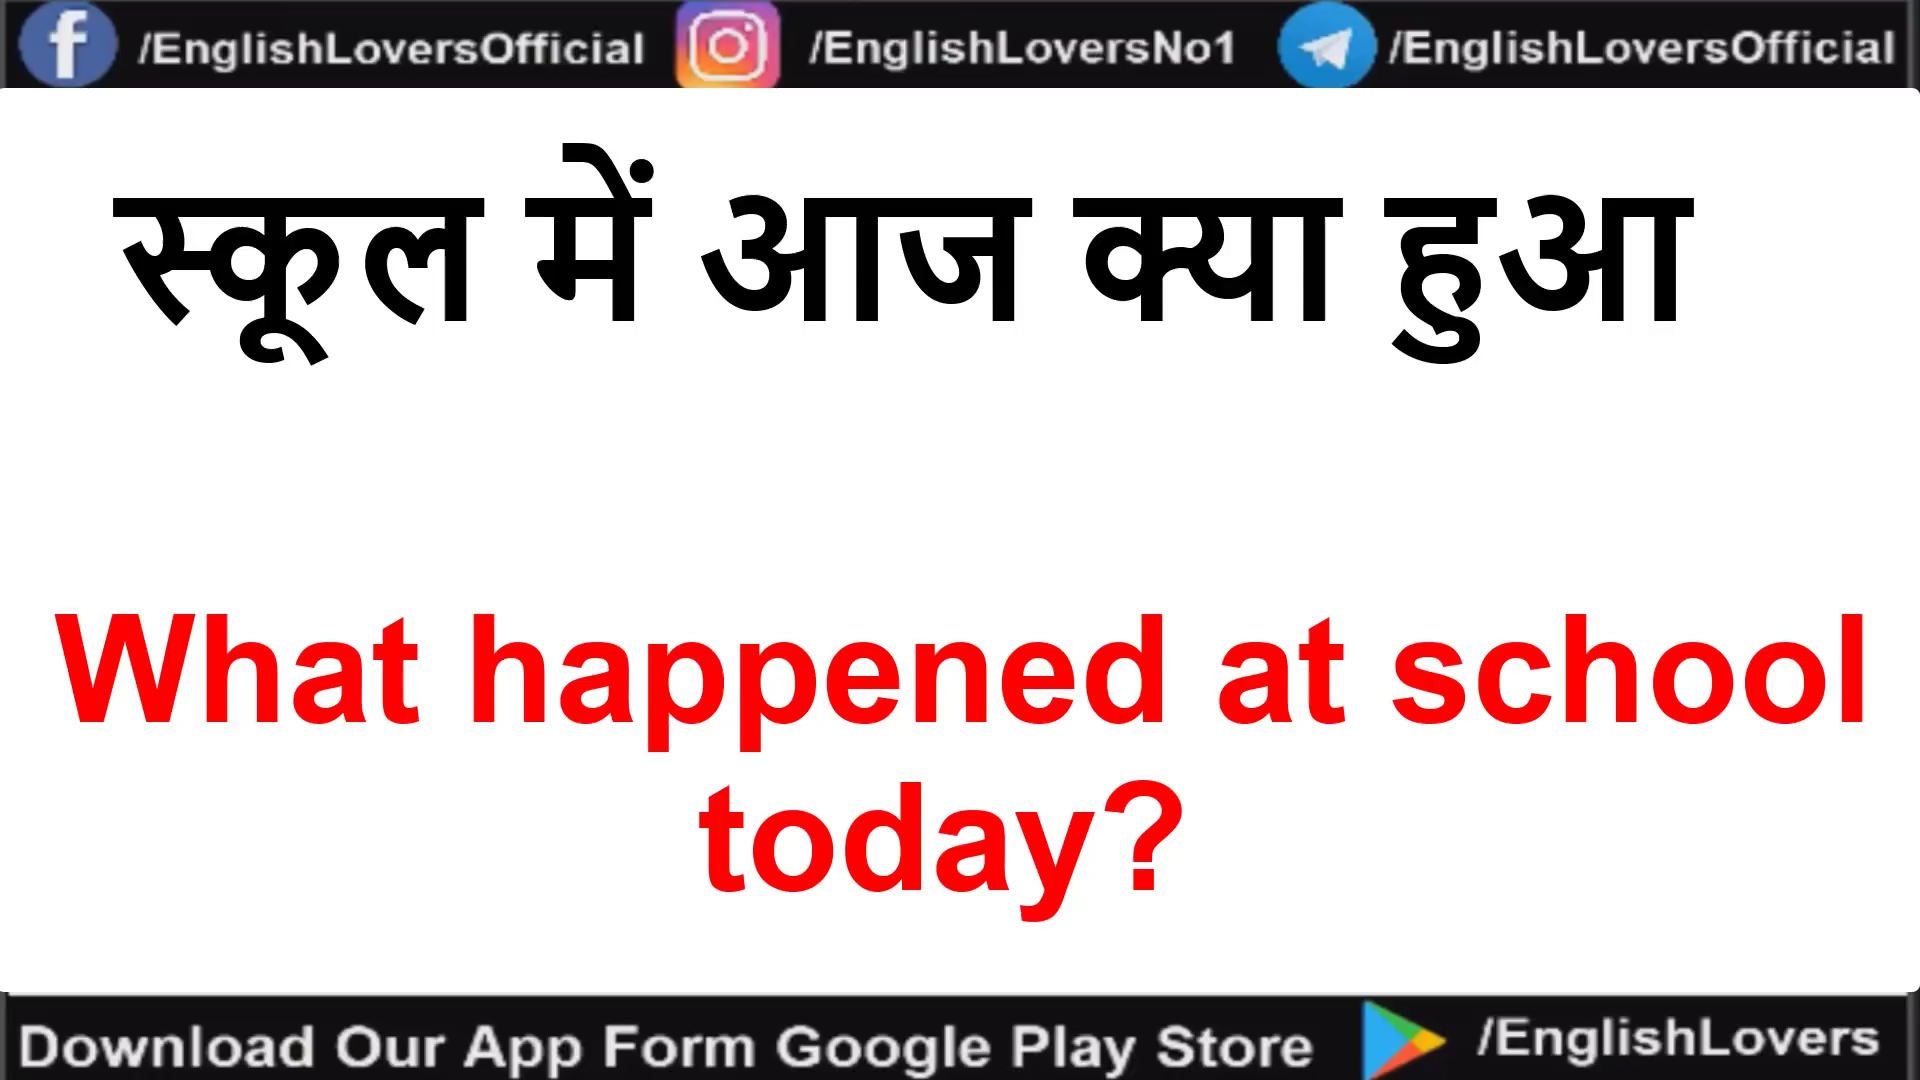 /EnglishLoversOfficial /EnglishLoversNo1 /EnglishLoversOfficial
स्कूल में आज क्या हुआ
What happened at school
today?
Download Our App Form Google Play Store /EnglishLovers